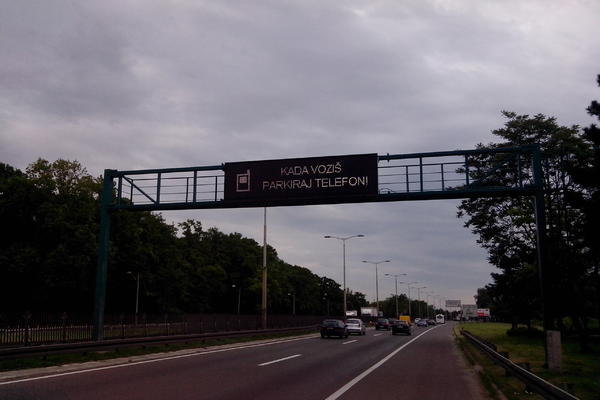 KADA VOZIŠ
PARKIRAJ TELEFON!